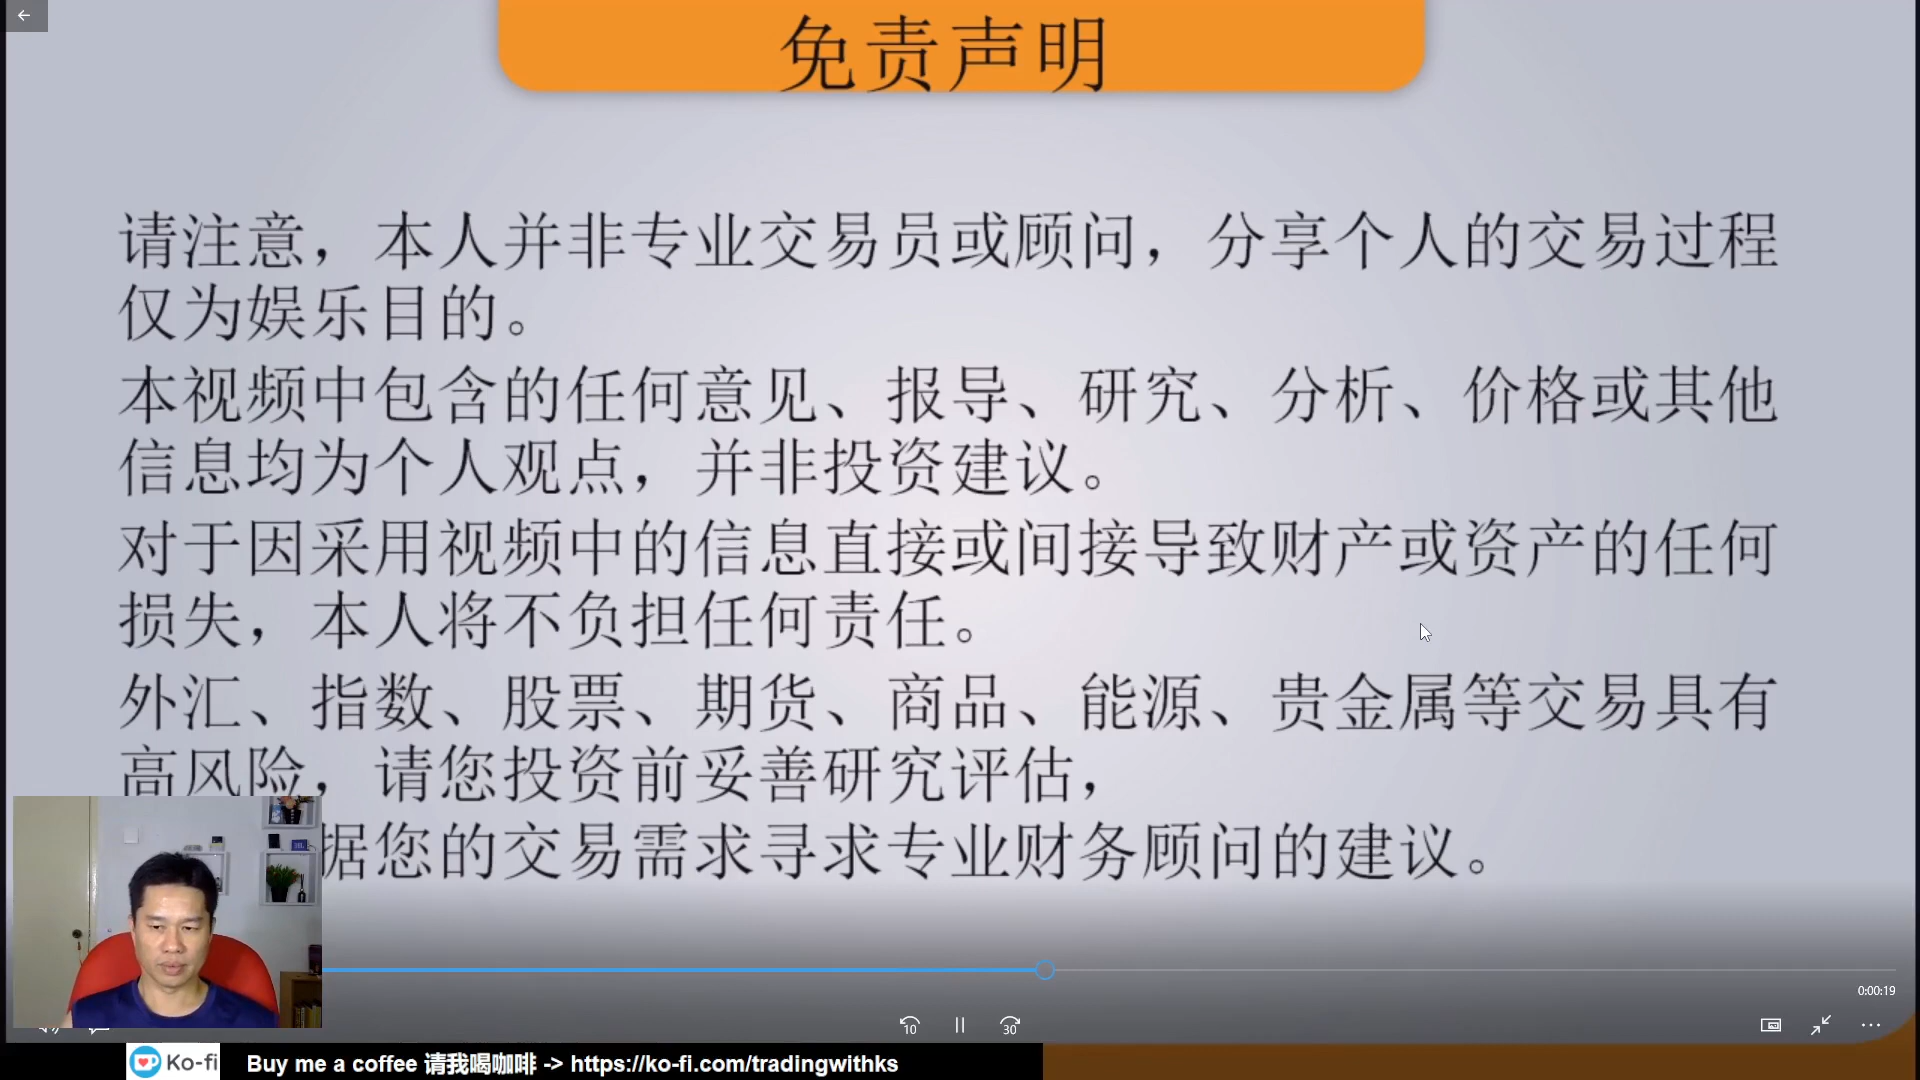 免责声明
请注意，本人并非专业交易员或顾问，分享个人的交易过程
仅为娱乐目的。
本视频中包含的任何意见、报导、研究、分析、价格或其他
信息均为个人观点，并非投资建议。
对于因采用视频中的信息直接或间接导致财产或资产的任何
损失，本人将不负担任何责任。
外汇、指数、股票、期货、商品、能源、贵金属等交易具有
高风险，请您投资前妥善研究评估，
据您的交易需求寻求专业财务顾问的建议。
0:00:19
10
30
Ko-fi
Buy me a coffee 请我喝咖啡 -> https://ko-fi.com/tradingwithks